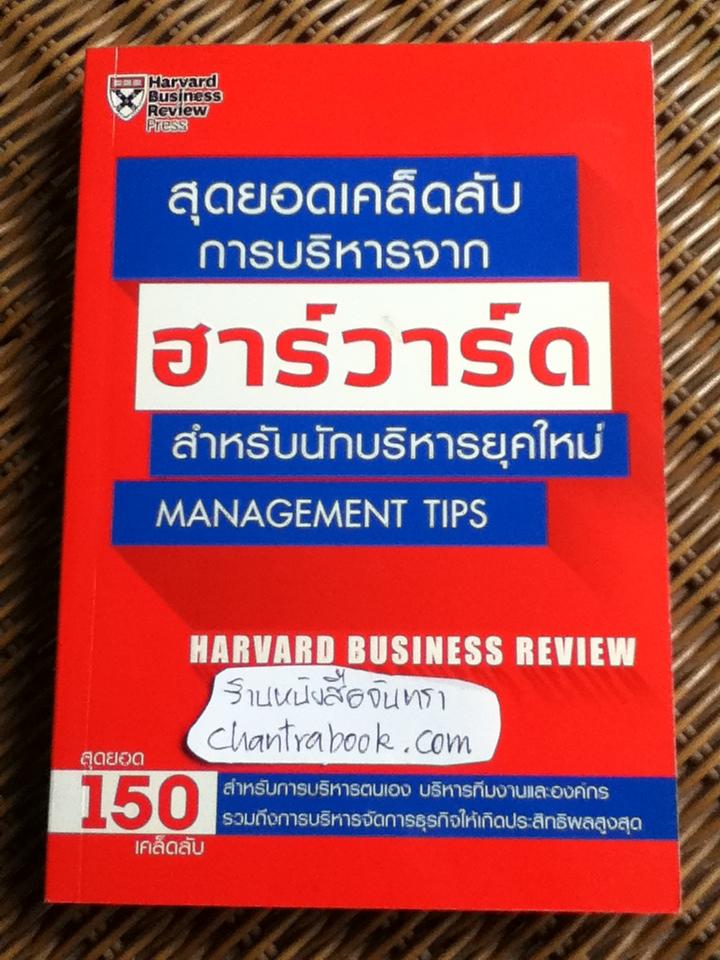 Harvard
Business
Review
Press
สุดยอดเคล็ดลับ
การบริหารจาก
ฮาร์วาร์ด
สำหรับนักบริหารยุคใหม่
MANAGEMENT TIPS
HARVARD BUSINESS REVIEW
ร้านหนังสือจันทรา
chantrabook.com
สุดยอด
150
เคล็ดลับ
สำหรับการบริหารตนเอง บริหารทีมงานและองค์กร
รวมถึงการบริหารจัดการธุรกิจให้เกิดประสิทธิผลสูงสุด